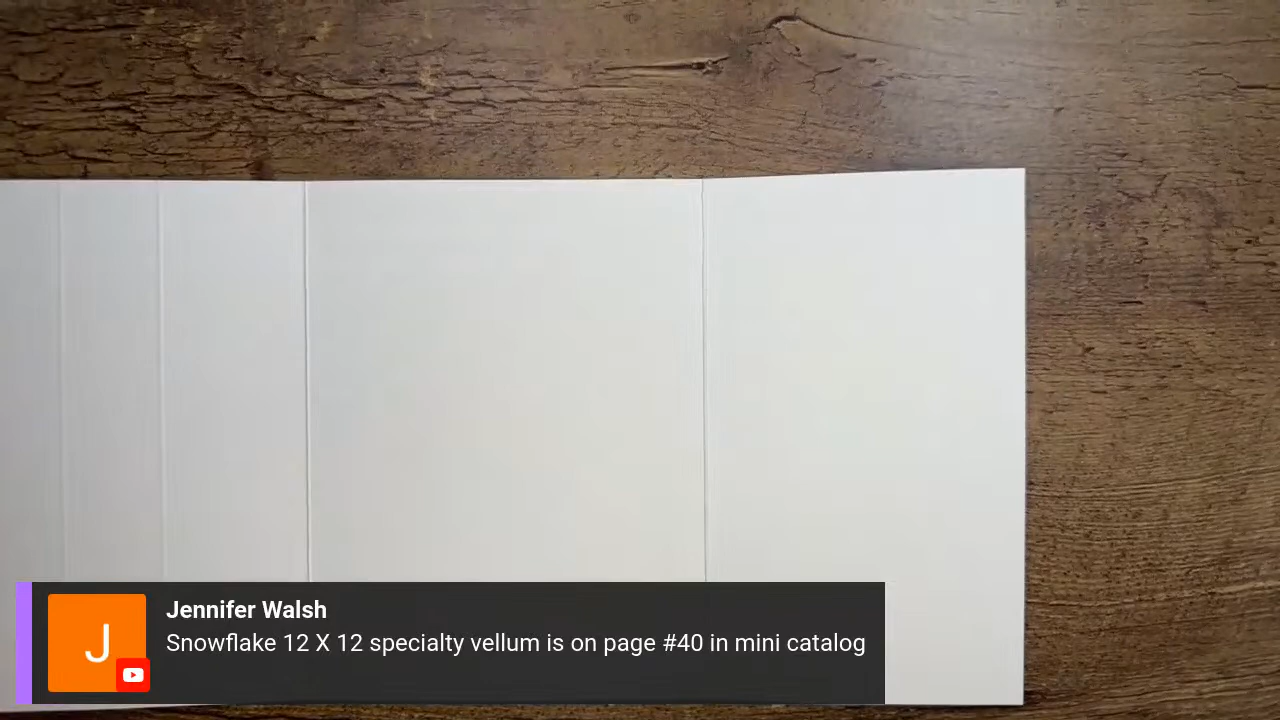 Jennifer Walsh
J
Snowflake 12 X 12 specialty vellum is on page #40 in mini catalog